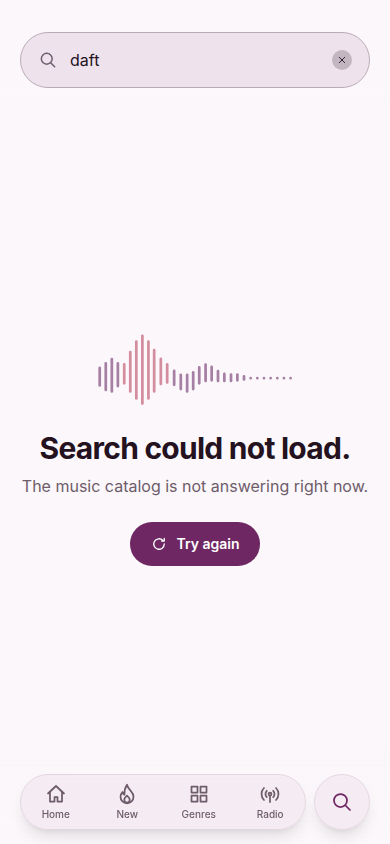 daft
Search could not load.
The music catalog is not answering right now.
Try again
Home
New
Genres
Radio